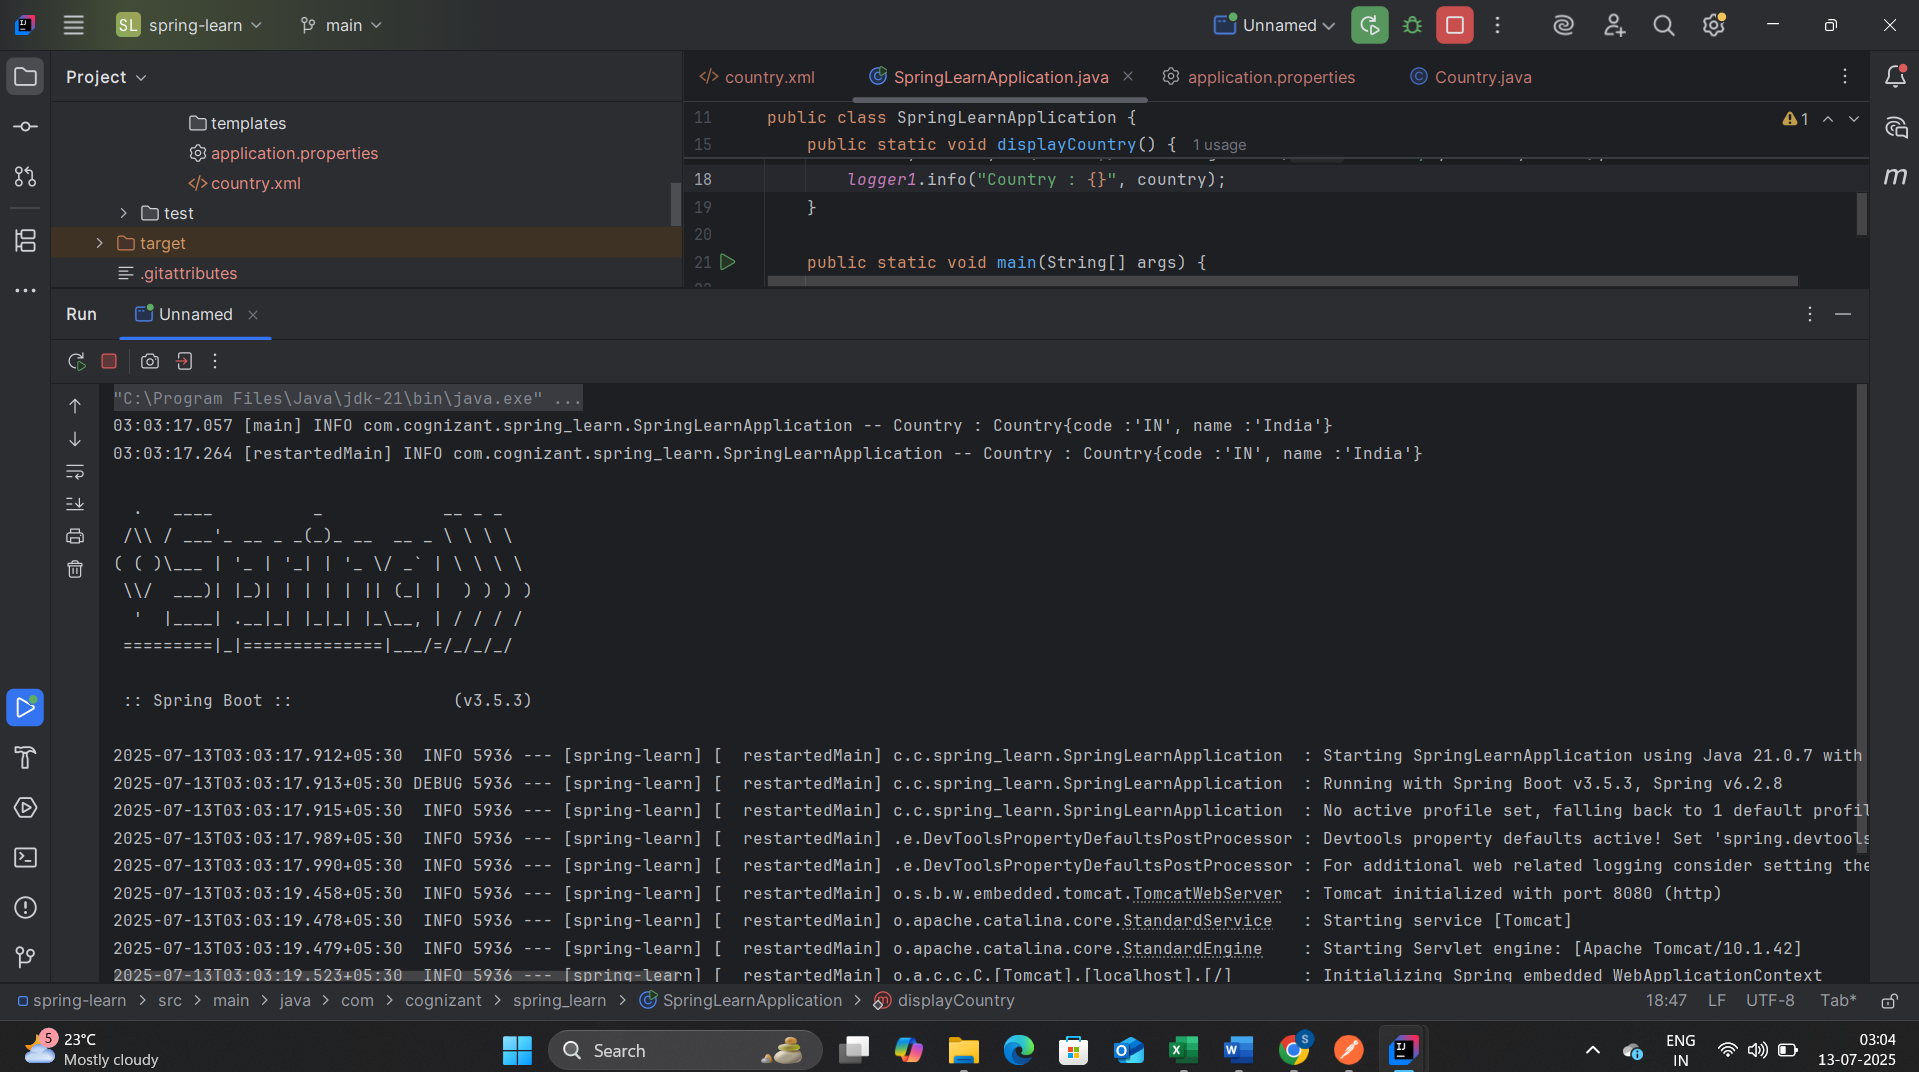 SL spring-learn main Unnamed
Project
country.xml SpringLearnApplication.java application.properties Country.java
templates
application.properties
country.xml
test
target
.gitattributes
11 public class SpringLearnApplication {
1
15 public static void displayCountry() { 1 usage
18 logger1.info("Country : {}", country);
19 }
20
21 public static void main(String[] args) {
Run Unnamed
"C:\Program Files\Java\jdk-21\bin\java.exe" ...
03:03:17.057 [main] INFO com.cognizant.spring_learn.SpringLearnApplication -- Country : Country{code :'IN', name :'India'}
03:03:17.264 [restartedMain] INFO com.cognizant.spring_learn.SpringLearnApplication -- Country : Country{code :'IN', name :'India'}
  .   ____          _            __ _ _
 /\\ / ___'_ __ _ _(_)_ __  __ _ \ \ \ \
( ( )\___ | '_ | '_| | '_ \/ _` | \ \ \ \
 \\/  ___)| |_)| | | | | || (_| |  ) ) ) )
  '  |____| .__|_| |_|_| |_\__, | / / / /
 =========|_|==============|___/=/_/_/_/
:: Spring Boot :: (v3.5.3)
2025-07-13T03:03:17.912+05:30 INFO 5936 --- [spring-learn] [ restartedMain] c.c.spring_learn.SpringLearnApplication : Starting SpringLearnApplication using Java 21.0.7 with
2025-07-13T03:03:17.913+05:30 DEBUG 5936 --- [spring-learn] [ restartedMain] c.c.spring_learn.SpringLearnApplication : Running with Spring Boot v3.5.3, Spring v6.2.8
2025-07-13T03:03:17.915+05:30 INFO 5936 --- [spring-learn] [ restartedMain] c.c.spring_learn.SpringLearnApplication : No active profile set, falling back to 1 default profil
2025-07-13T03:03:17.989+05:30 INFO 5936 --- [spring-learn] [ restartedMain] .e.DevToolsPropertyDefaultsPostProcessor : Devtools property defaults active! Set 'spring.devtools
2025-07-13T03:03:17.990+05:30 INFO 5936 --- [spring-learn] [ restartedMain] .e.DevToolsPropertyDefaultsPostProcessor : For additional web related logging consider setting the
2025-07-13T03:03:19.458+05:30 INFO 5936 --- [spring-learn] [ restartedMain] o.s.b.w.embedded.tomcat.TomcatWebServer : Tomcat initialized with port 8080 (http)
2025-07-13T03:03:19.478+05:30 INFO 5936 --- [spring-learn] [ restartedMain] o.apache.catalina.core.StandardService : Starting service [Tomcat]
2025-07-13T03:03:19.479+05:30 INFO 5936 --- [spring-learn] [ restartedMain] o.apache.catalina.core.StandardEngine : Starting Servlet engine: [Apache Tomcat/10.1.42]
2025-07-13T03:03:19.523+05:30 INFO 5936 --- [spring-learn] [ restartedMain] o.a.c.c.C.[Tomcat].[localhost].[/] : Initializing Spring embedded WebApplicationContext
spring-learn > src > main > java > com > cognizant > spring_learn > SpringLearnApplication > displayCountry 18:47 LF UTF-8 Tab*
5 23°C
Mostly cloudy
Search
ENG
IN
03:04
13-07-2025